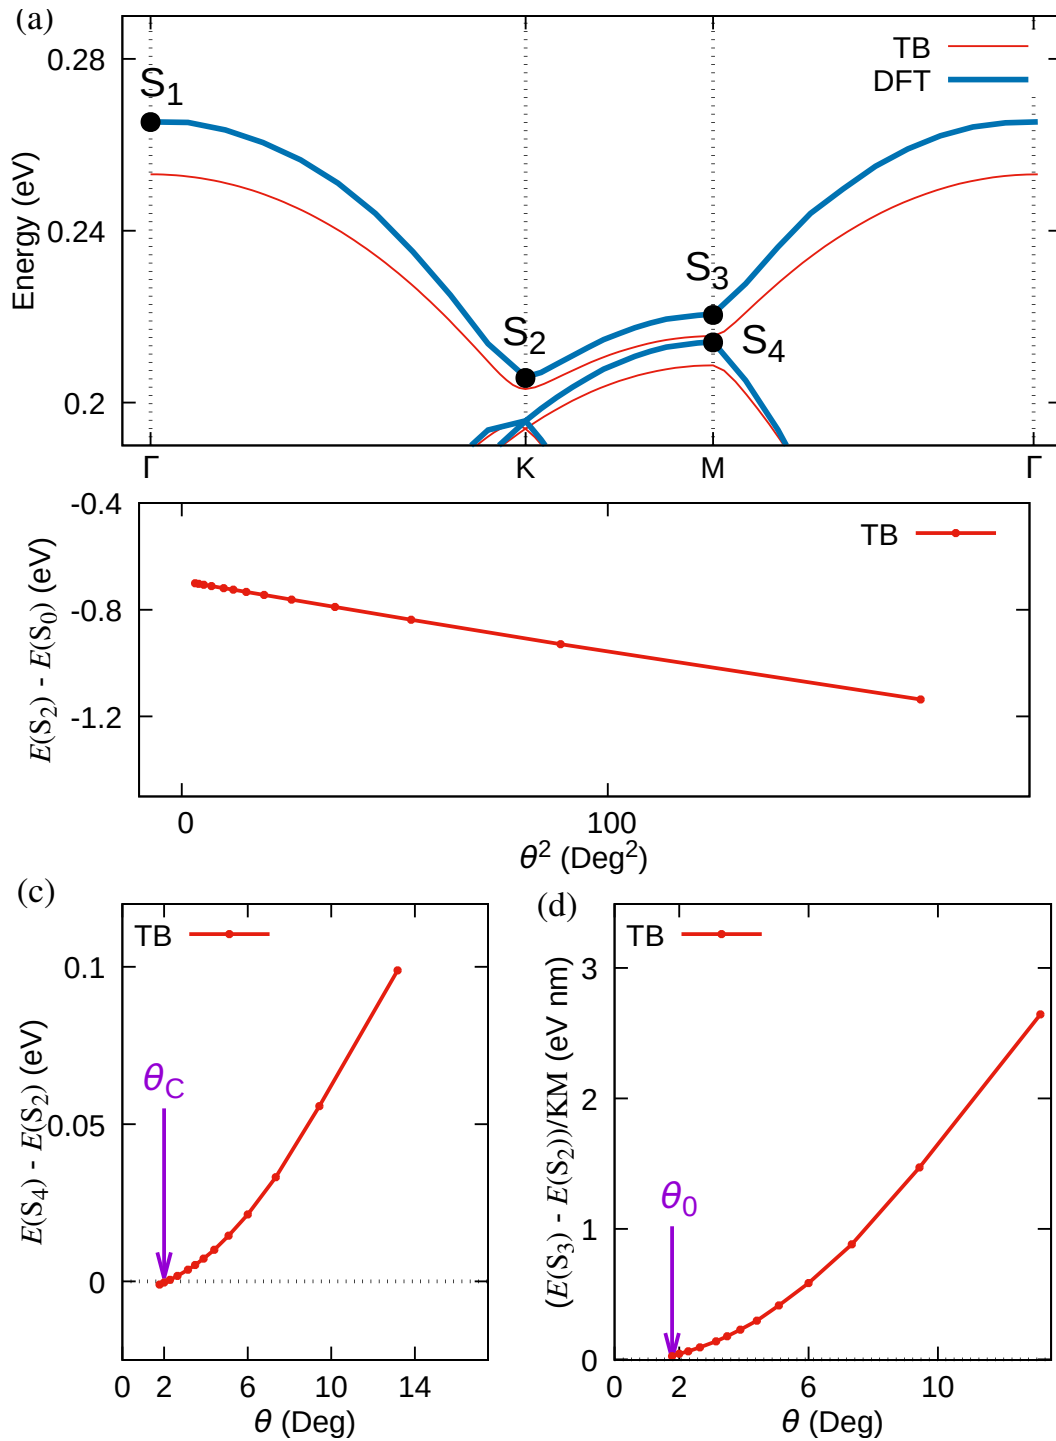 (a)
0.28
0.24
0.2
Energy (eV)
TB
DFT
S1
S2
S3
S4
Γ K M Γ
-0.4
-0.8
-1.2
E(S2) - E(S0) (eV)
TB
0 100
θ² (Deg²)
(c)
TB
0.1
0.05
0
E(S4) - E(S2) (eV)
θC
0 2 6 10 14
θ (Deg)
(d)
TB
3
2
1
0
(E(S3) - E(S2))/KM (eV nm)
θ0
0 2 6 10
θ (Deg)